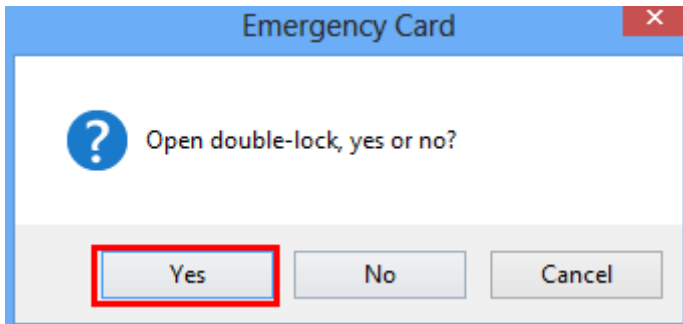 Emergency Card
Open double-lock, yes or no?
Yes
No
Cancel